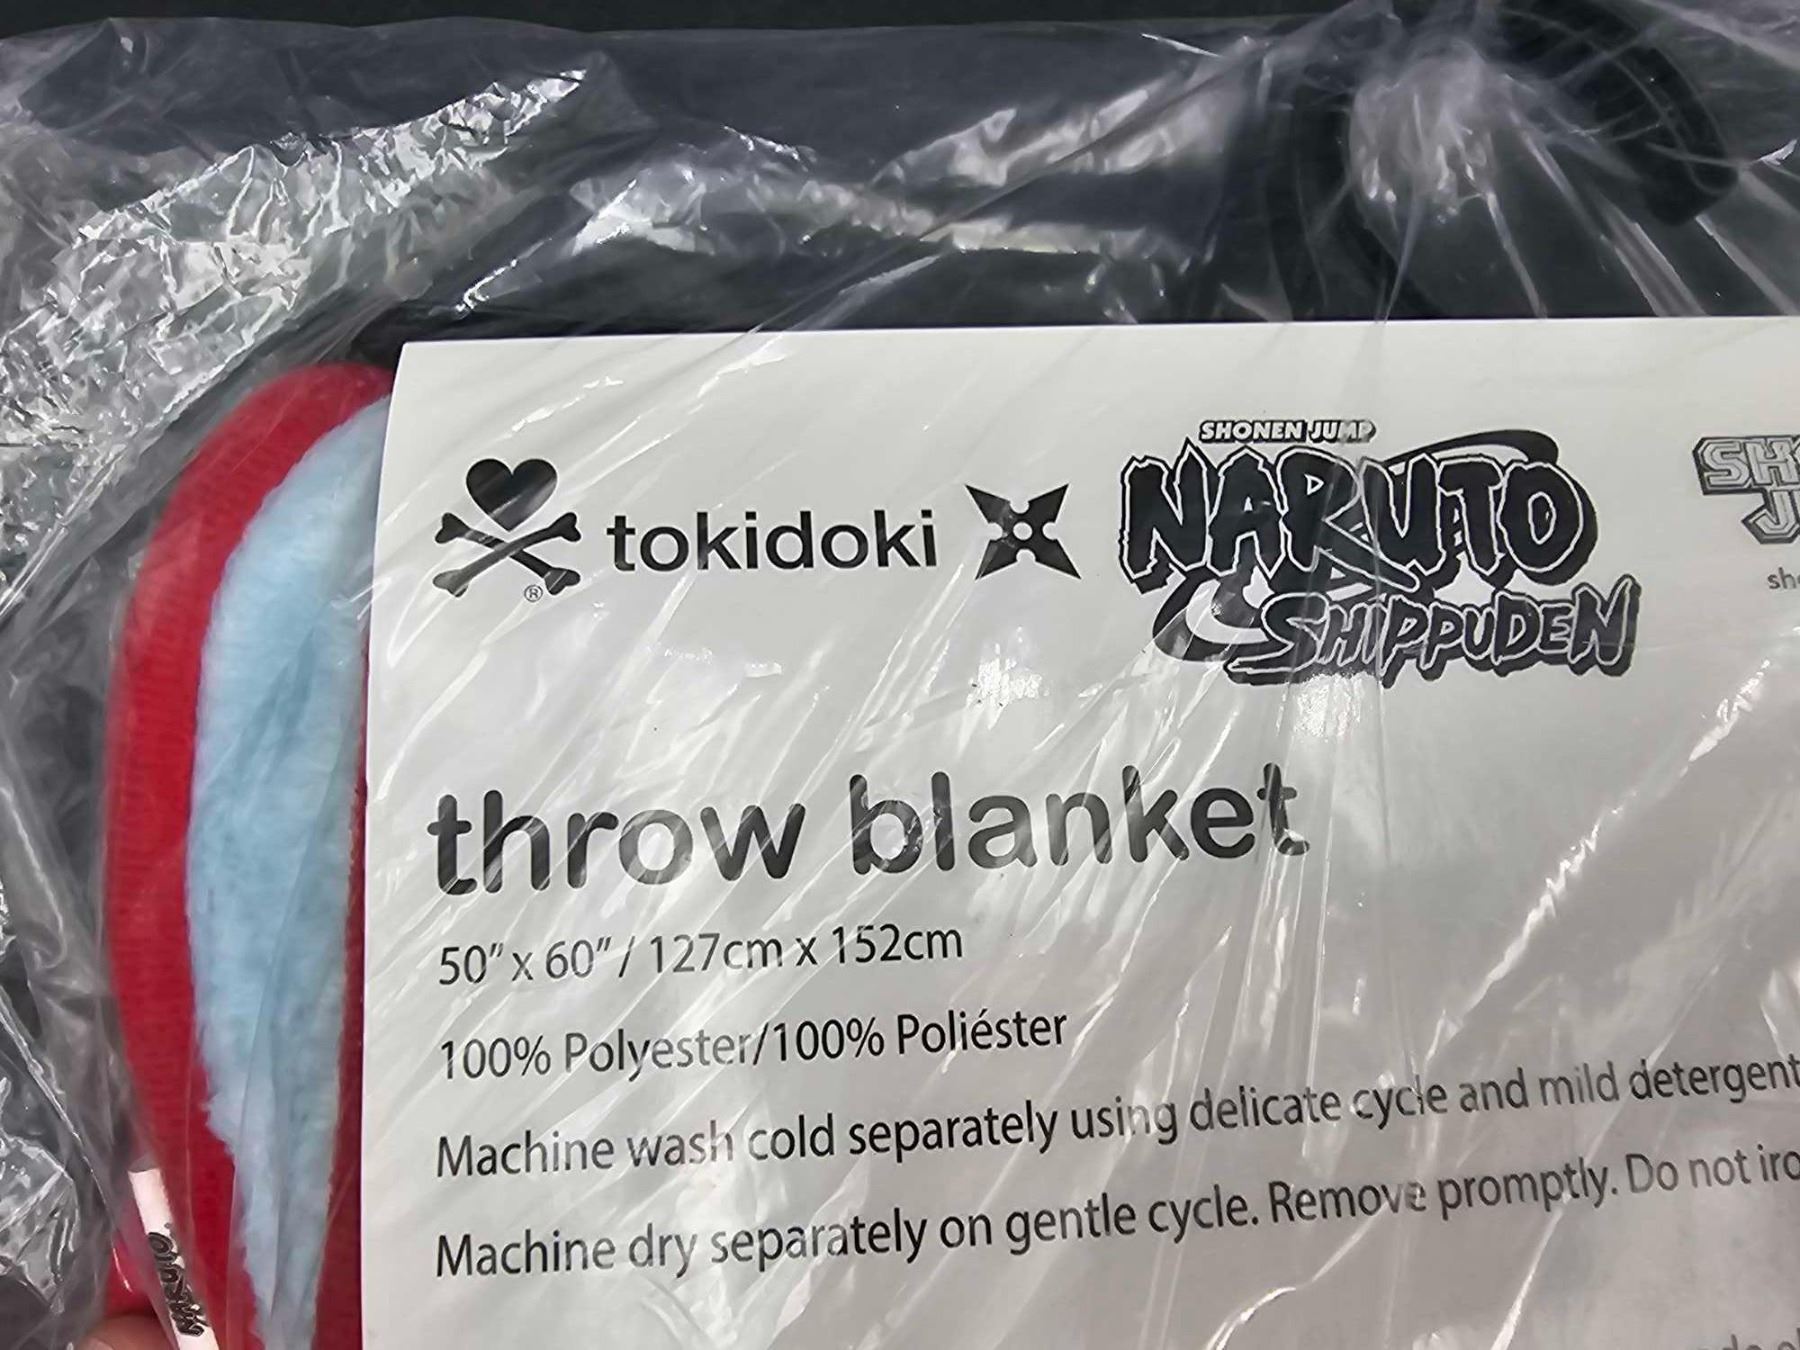 SHONEN JUMP
® tokidoki NARUTO
SHIPPUDEN
throw blanket
50" x 60" / 127cm x 152cm
100% Polyester/100% Poliéster
Machine wash cold separately using delicate cycle and mild detergent
Machine dry separately on gentle cycle. Remove promptly. Do not iro
NARUTO